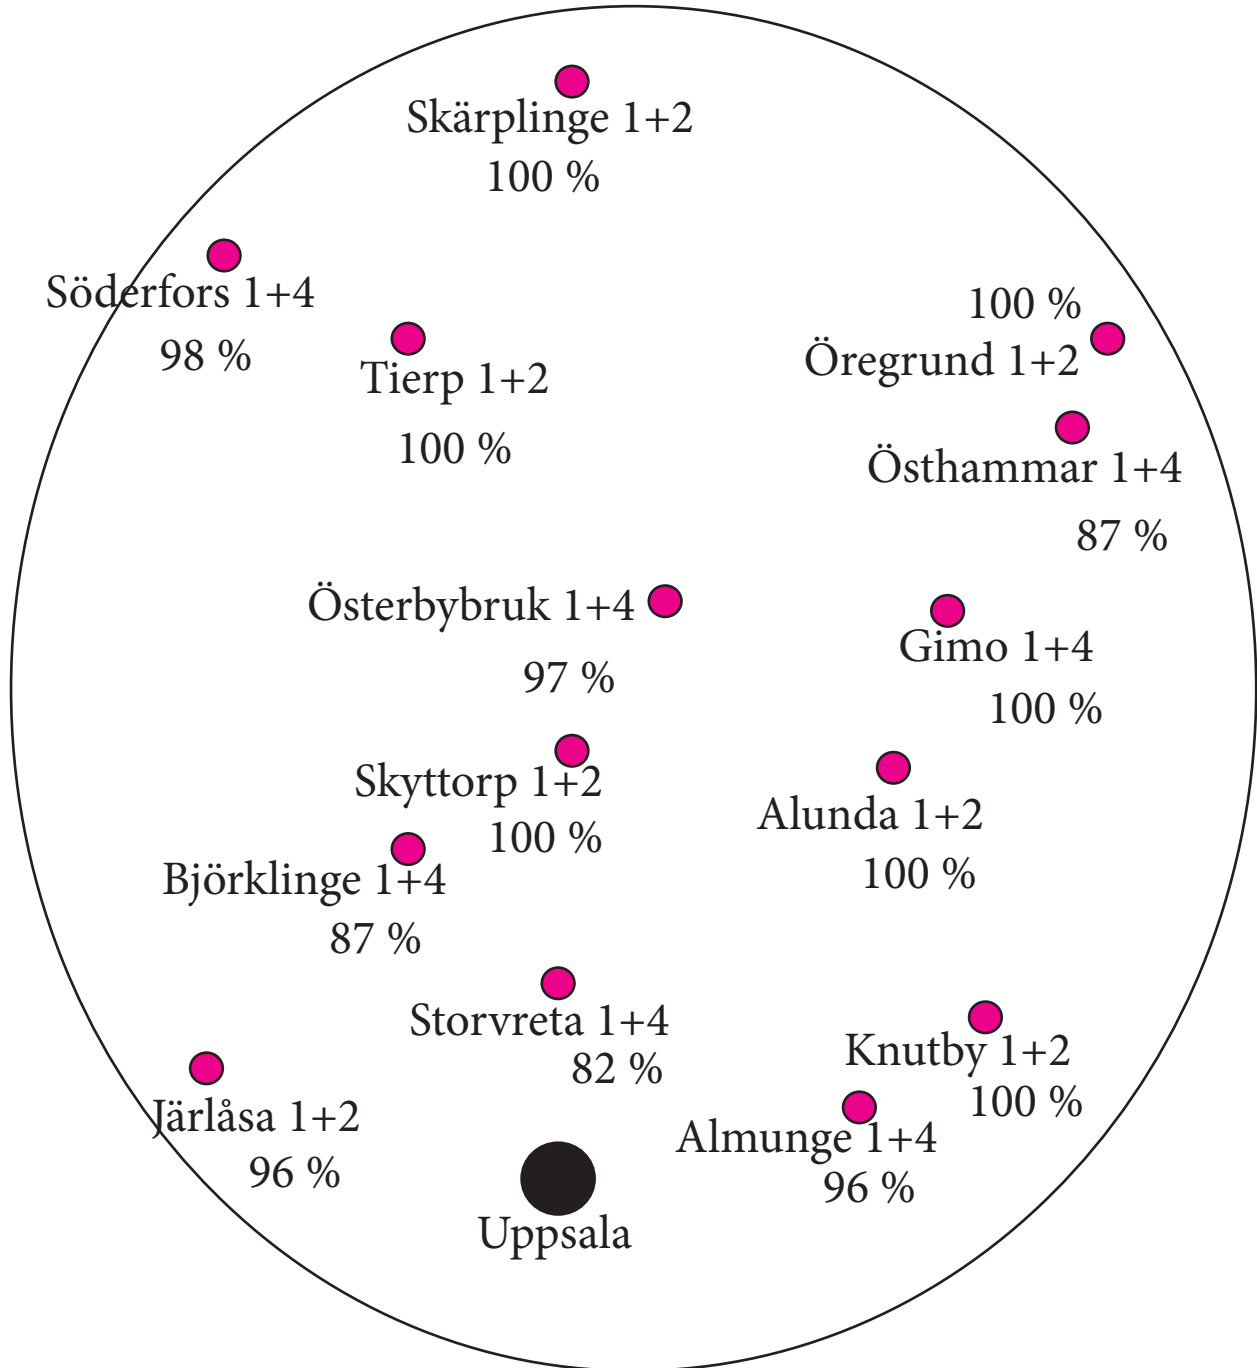 Skärplinge 1+2
100 %
Söderfors 1+4
98 %
Tierp 1+2
100 %
100 %
Öregrund 1+2
Östhammar 1+4
87 %
Österbybruk 1+4
97 %
Gimo 1+4
100 %
Skyttorp 1+2
100 %
Alunda 1+2
100 %
Björklinge 1+4
87 %
Storvreta 1+4
82 %
Knutby 1+2
100 %
Järlåsa 1+2
96 %
Almunge 1+4
96 %
Uppsala